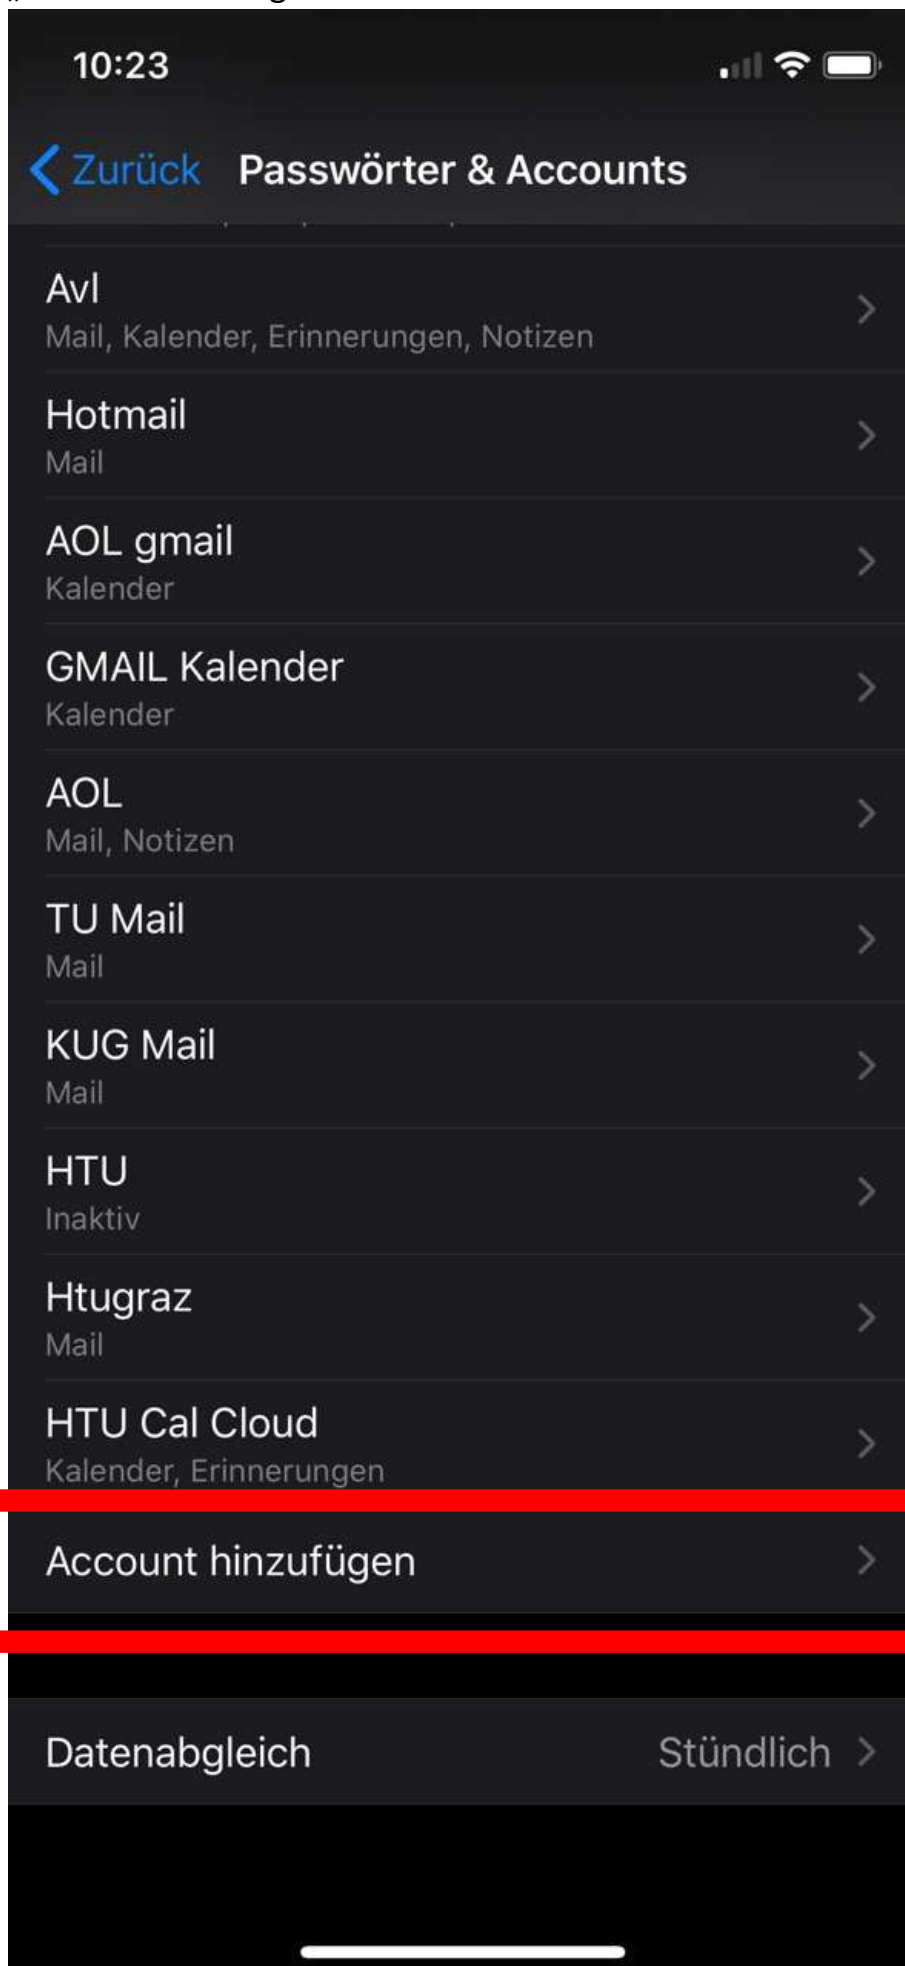 10:23
Zurück Passwörter & Accounts
Avl
Mail, Kalender, Erinnerungen, Notizen
Hotmail
Mail
AOL gmail
Kalender
GMAIL Kalender
Kalender
AOL
Mail, Notizen
TU Mail
Mail
KUG Mail
Mail
HTU
Inaktiv
Htugraz
Mail
HTU Cal Cloud
Kalender, Erinnerungen
Account hinzufügen
Datenabgleich Stündlich